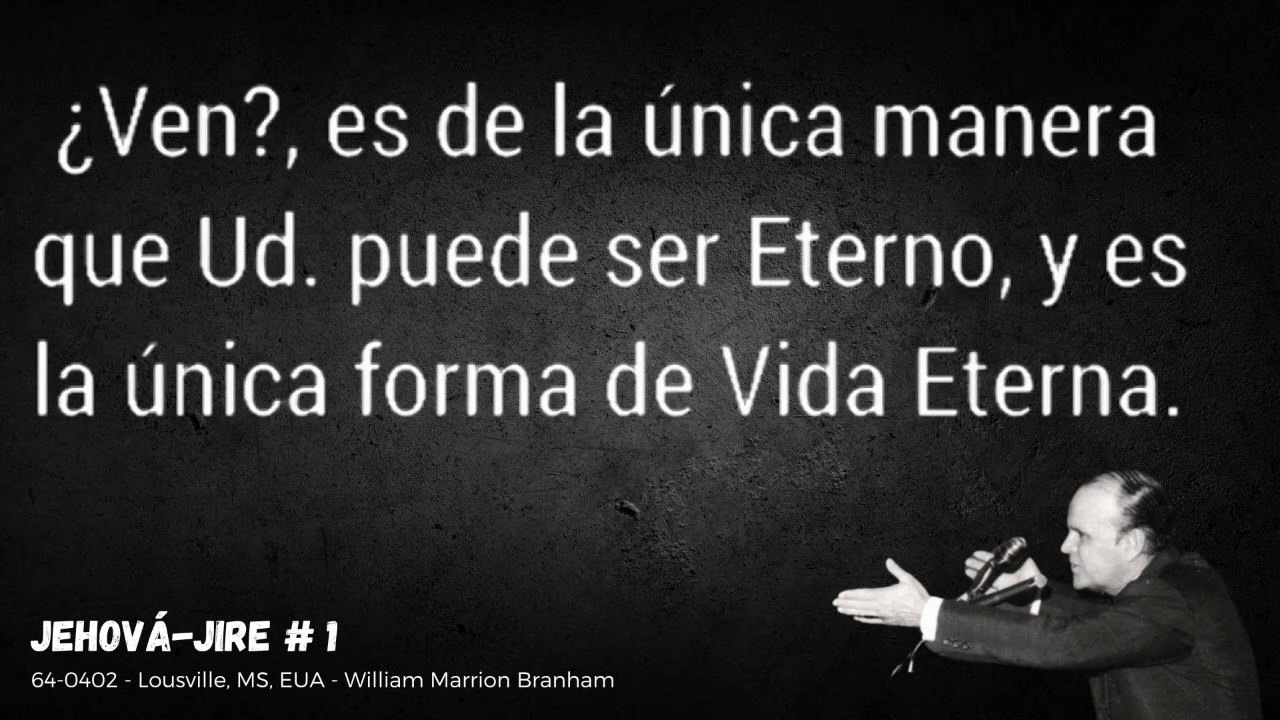 ¿Ven?, es de la única manera
que Ud. puede ser Eterno, y es
la única forma de Vida Eterna.
JEHOVÁ-JIRE # 1
64-0402 - Lousville, MS, EUA - William Marrion Branham